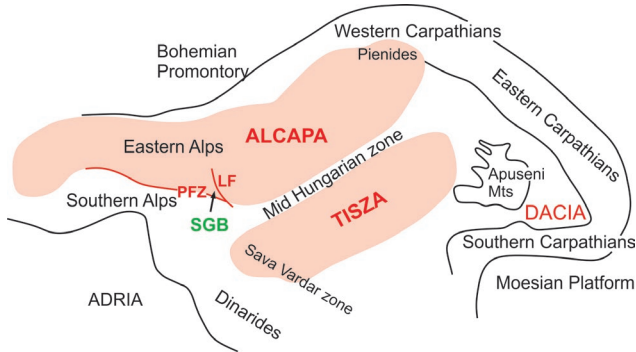 Western Carpathians
Bohemian
Promontory
Pienides
Eastern Carpathians
Eastern Alps
ALCAPA
Mid Hungarian zone
PFZ
LF
Southern Alps
SGB
TISZA
Apuseni
Mts
DACIA
Southern Carpathians
Sava Vardar zone
Moesian Platform
ADRIA
Dinarides